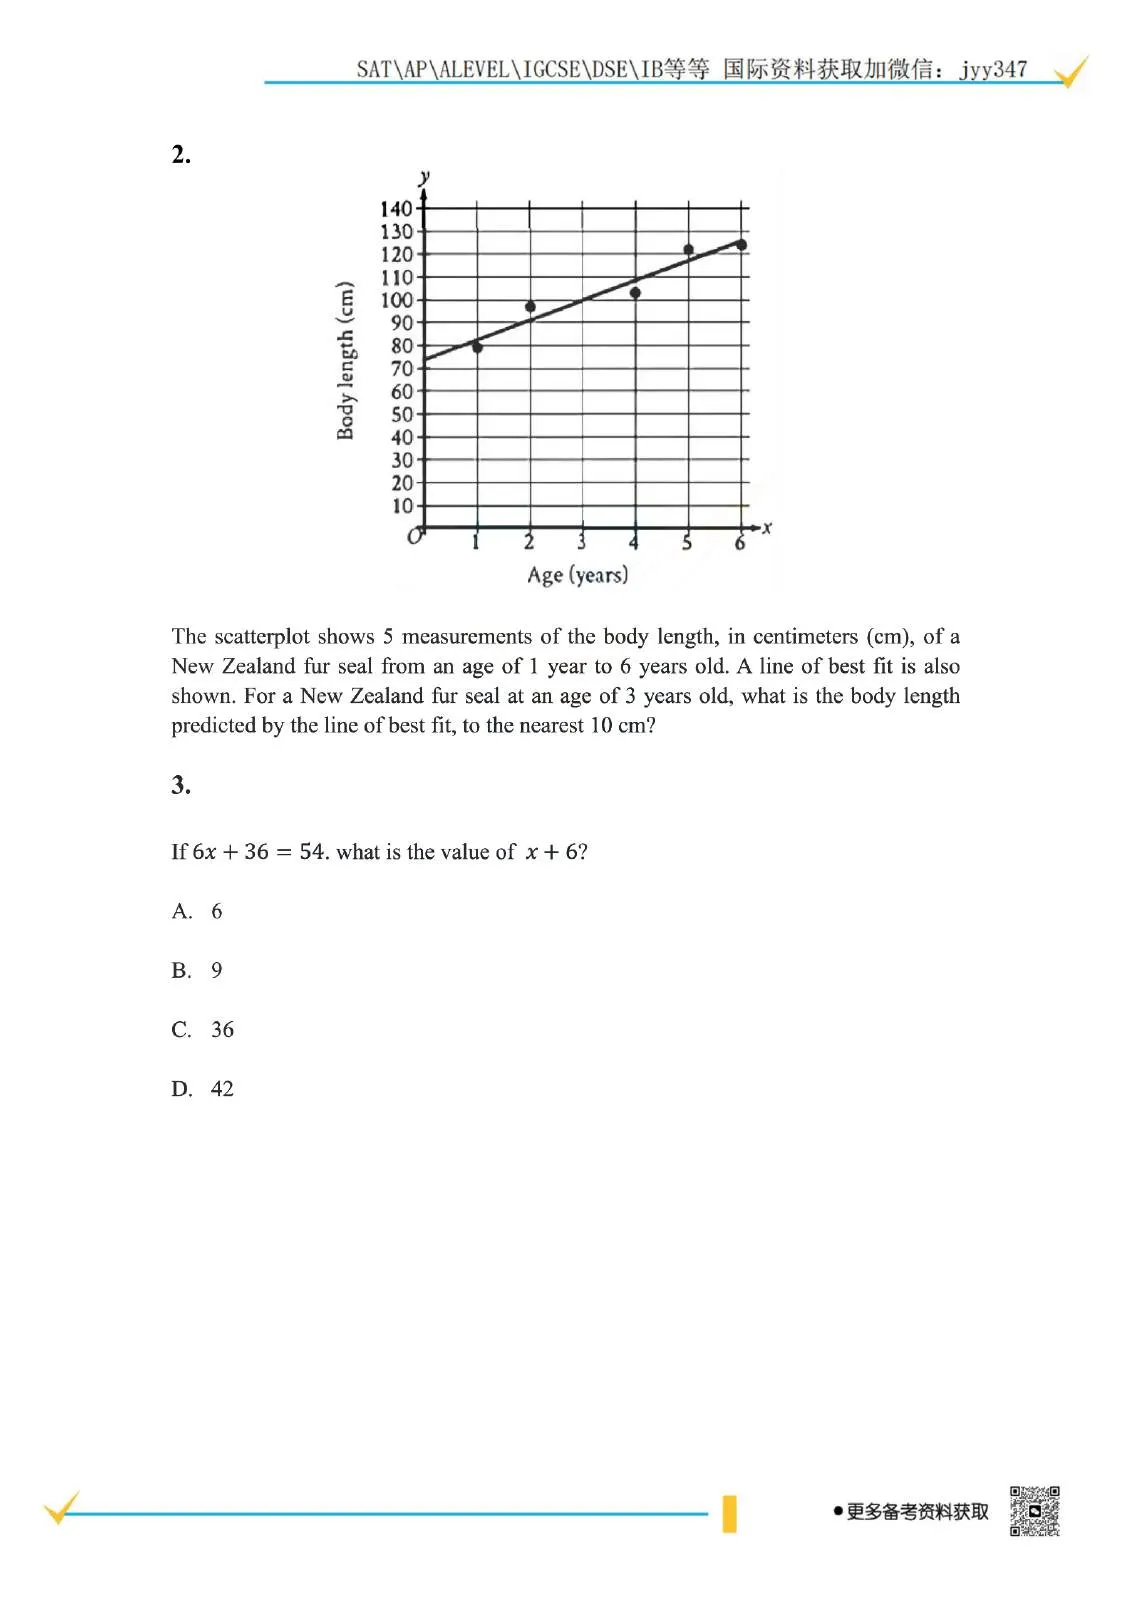 SAT\AP\ALEVEL\IGCSE\DSE\IB等等 国际资料获取加微信：jyy347
2.
y
140
130
120
110
100
90
80
70
60
50
40
30
20
10
Body length (cm)
O
1 2 3 4 5 6 x
Age (years)
The scatterplot shows 5 measurements of the body length, in centimeters (cm), of a
New Zealand fur seal from an age of 1 year to 6 years old. A line of best fit is also
shown. For a New Zealand fur seal at an age of 3 years old, what is the body length
predicted by the line of best fit, to the nearest 10 cm?
3.
If 6x + 36 = 54. what is the value of x + 6?
A. 6
B. 9
C. 36
D. 42
●更多备考资料获取